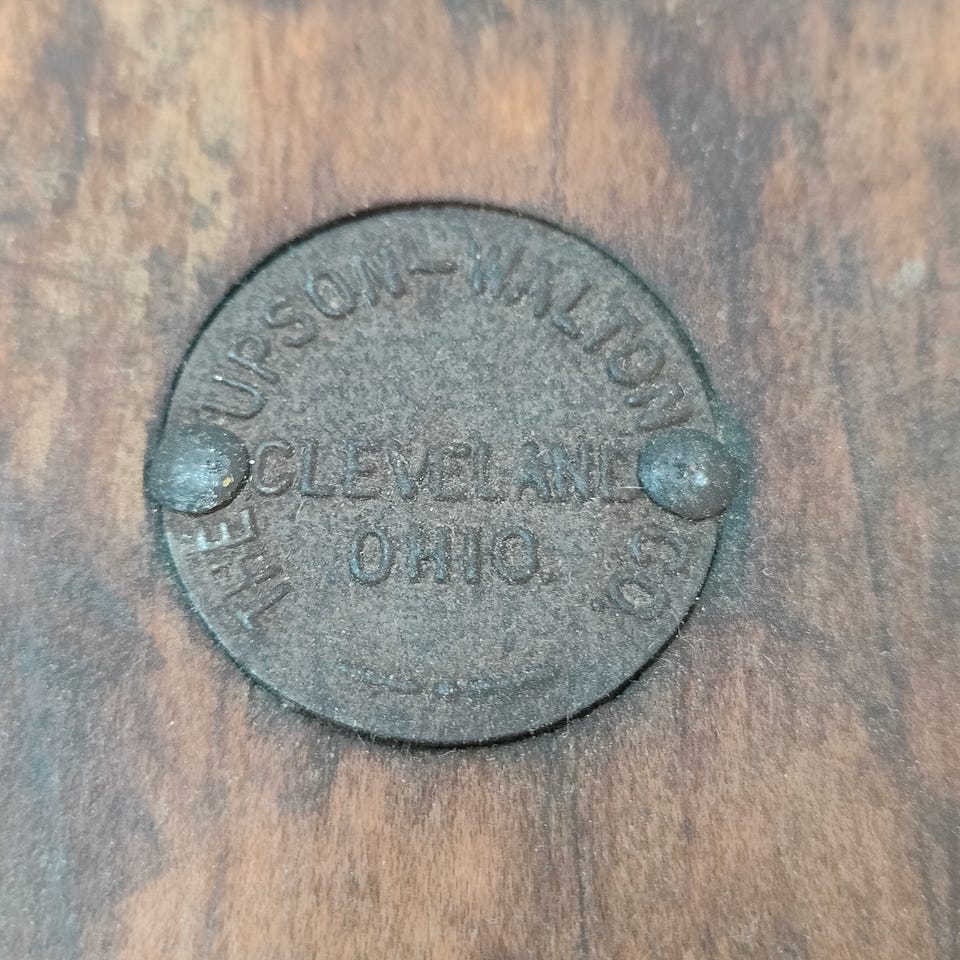 THE UPSON-WALTON CO.
CLEVELAND
OHIO.